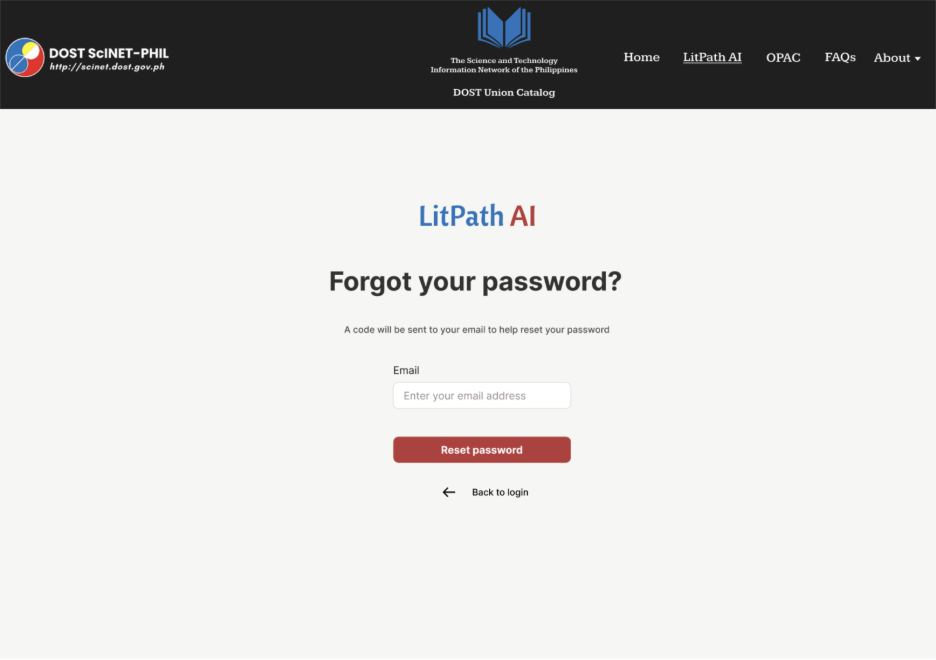 DOST ScINET-PHIL
http://scinet.dost.gov.ph
The Science and Technology
Information Network of the Philippines
DOST Union Catalog
Home LitPath AI OPAC FAQs About
LitPath AI
Forgot your password?
A code will be sent to your email to help reset your password
Email
Enter your email address
Reset password
Back to login